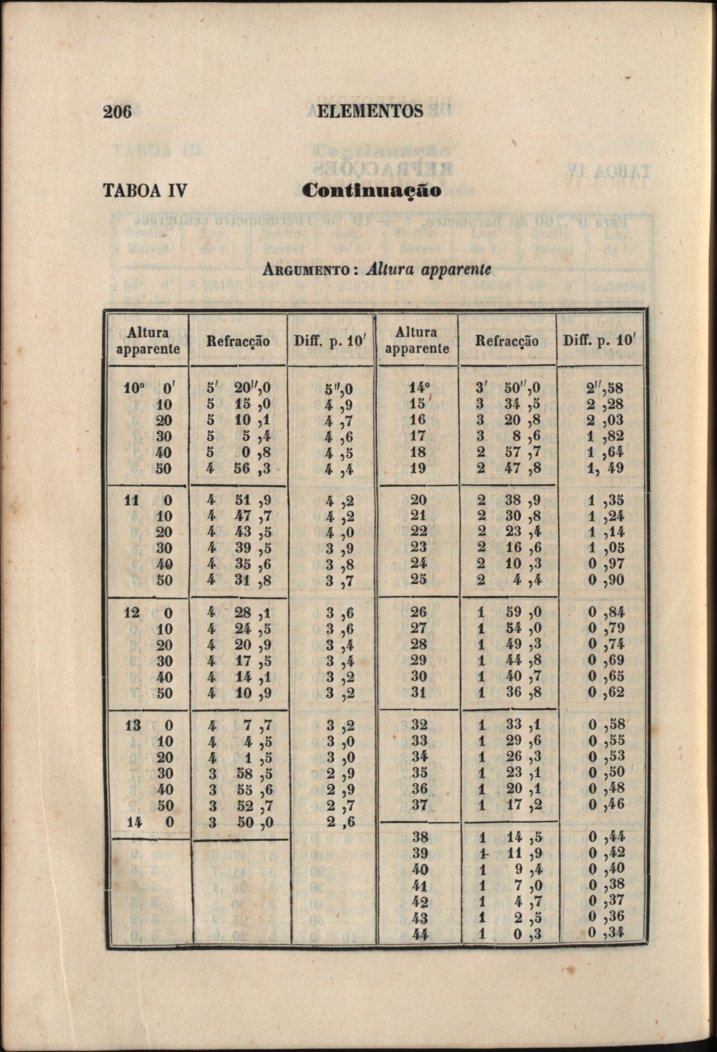 206 ELEMENTOS
TABOA IV Continuação
ARGUMENTO: Altura apparente
Altura apparente Refracção Diff. p. 10' Altura apparente Refracção Diff. p. 10'
10° 0' 5' 20'',0 5'',0 14° 3' 50'',0 2'',58
10 5 15 ,0 4 ,9 15 3 34 ,5 2 ,28
20 5 10 ,1 4 ,7 16 3 20 ,8 2 ,03
30 5 5 ,4 4 ,6 17 3 8 ,6 1 ,82
40 5 0 ,8 4 ,5 18 2 57 ,7 1 ,64
50 4 56 ,3 4 ,4 19 2 47 ,8 1, 49
11 0 4 51 ,9 4 ,2 20 2 38 ,9 1 ,35
10 4 47 ,7 4 ,2 21 2 30 ,8 1 ,24
20 4 43 ,5 4 ,0 22 2 23 ,4 1 ,14
30 4 39 ,5 3 ,9 23 2 16 ,6 1 ,05
40 4 35 ,6 3 ,8 24 2 10 ,3 0 ,97
50 4 31 ,8 3 ,7 25 2 4 ,4 0 ,90
12 0 4 28 ,1 3 ,6 26 1 59 ,0 0 ,84
10 4 24 ,5 3 ,6 27 1 54 ,0 0 ,79
20 4 20 ,9 3 ,4 28 1 49 ,3 0 ,74
30 4 17 ,5 3 ,4 29 1 44 ,8 0 ,69
40 4 14 ,1 3 ,2 30 1 40 ,7 0 ,65
50 4 10 ,9 3 ,2 31 1 36 ,8 0 ,62
13 0 4 7 ,7 3 ,2 32 1 33 ,1 0 ,58
10 4 4 ,5 3 ,0 33 1 29 ,6 0 ,55
20 4 1 ,5 3 ,0 34 1 26 ,3 0 ,53
30 3 58 ,5 2 ,9 35 1 23 ,1 0 ,50
40 3 55 ,6 2 ,9 36 1 20 ,1 0 ,48
50 3 52 ,7 2 ,7 37 1 17 ,2 0 ,46
14 0 3 50 ,0 2 ,6
38 1 14 ,5 0 ,44
39 1 11 ,9 0 ,42
40 1 9 ,4 0 ,40
41 1 7 ,0 0 ,38
42 1 4 ,7 0 ,37
43 1 2 ,5 0 ,36
44 1 0 ,3 0 ,34